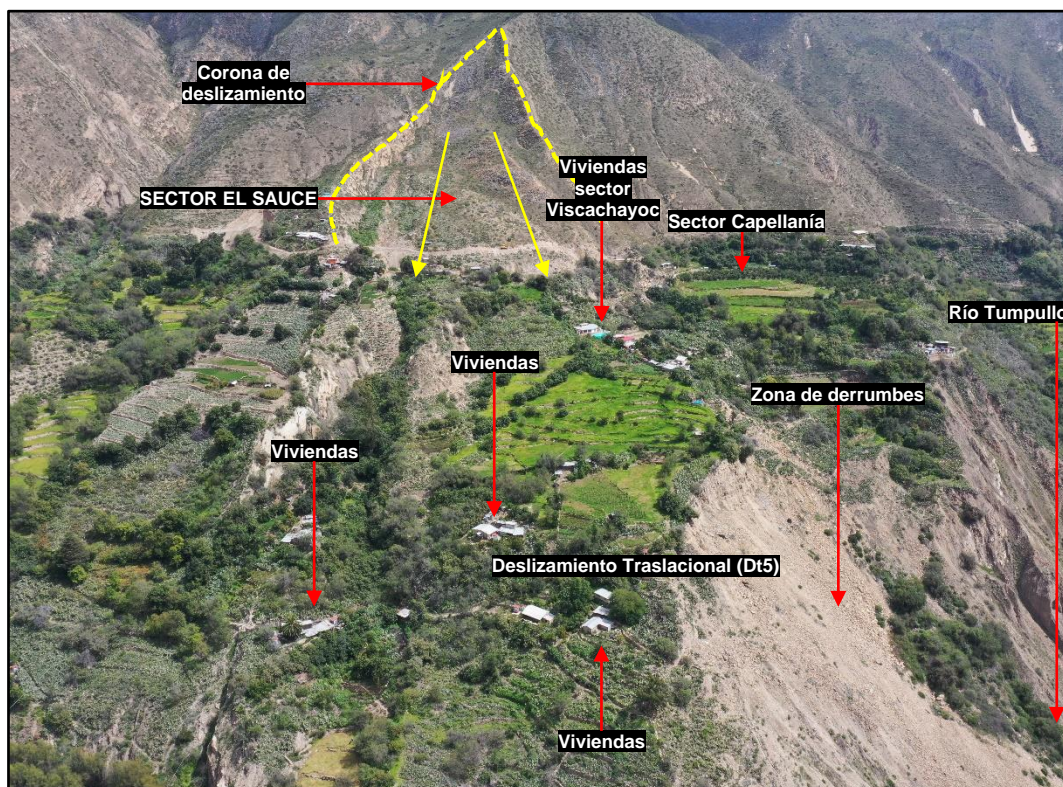 Corona de
deslizamiento
SECTOR EL SAUCE
Viviendas
sector
Viscachayoc
Sector Capellanía
Río Tumpullo
Viviendas
Zona de derrumbes
Viviendas
Deslizamiento Traslacional (Dt5)
Viviendas